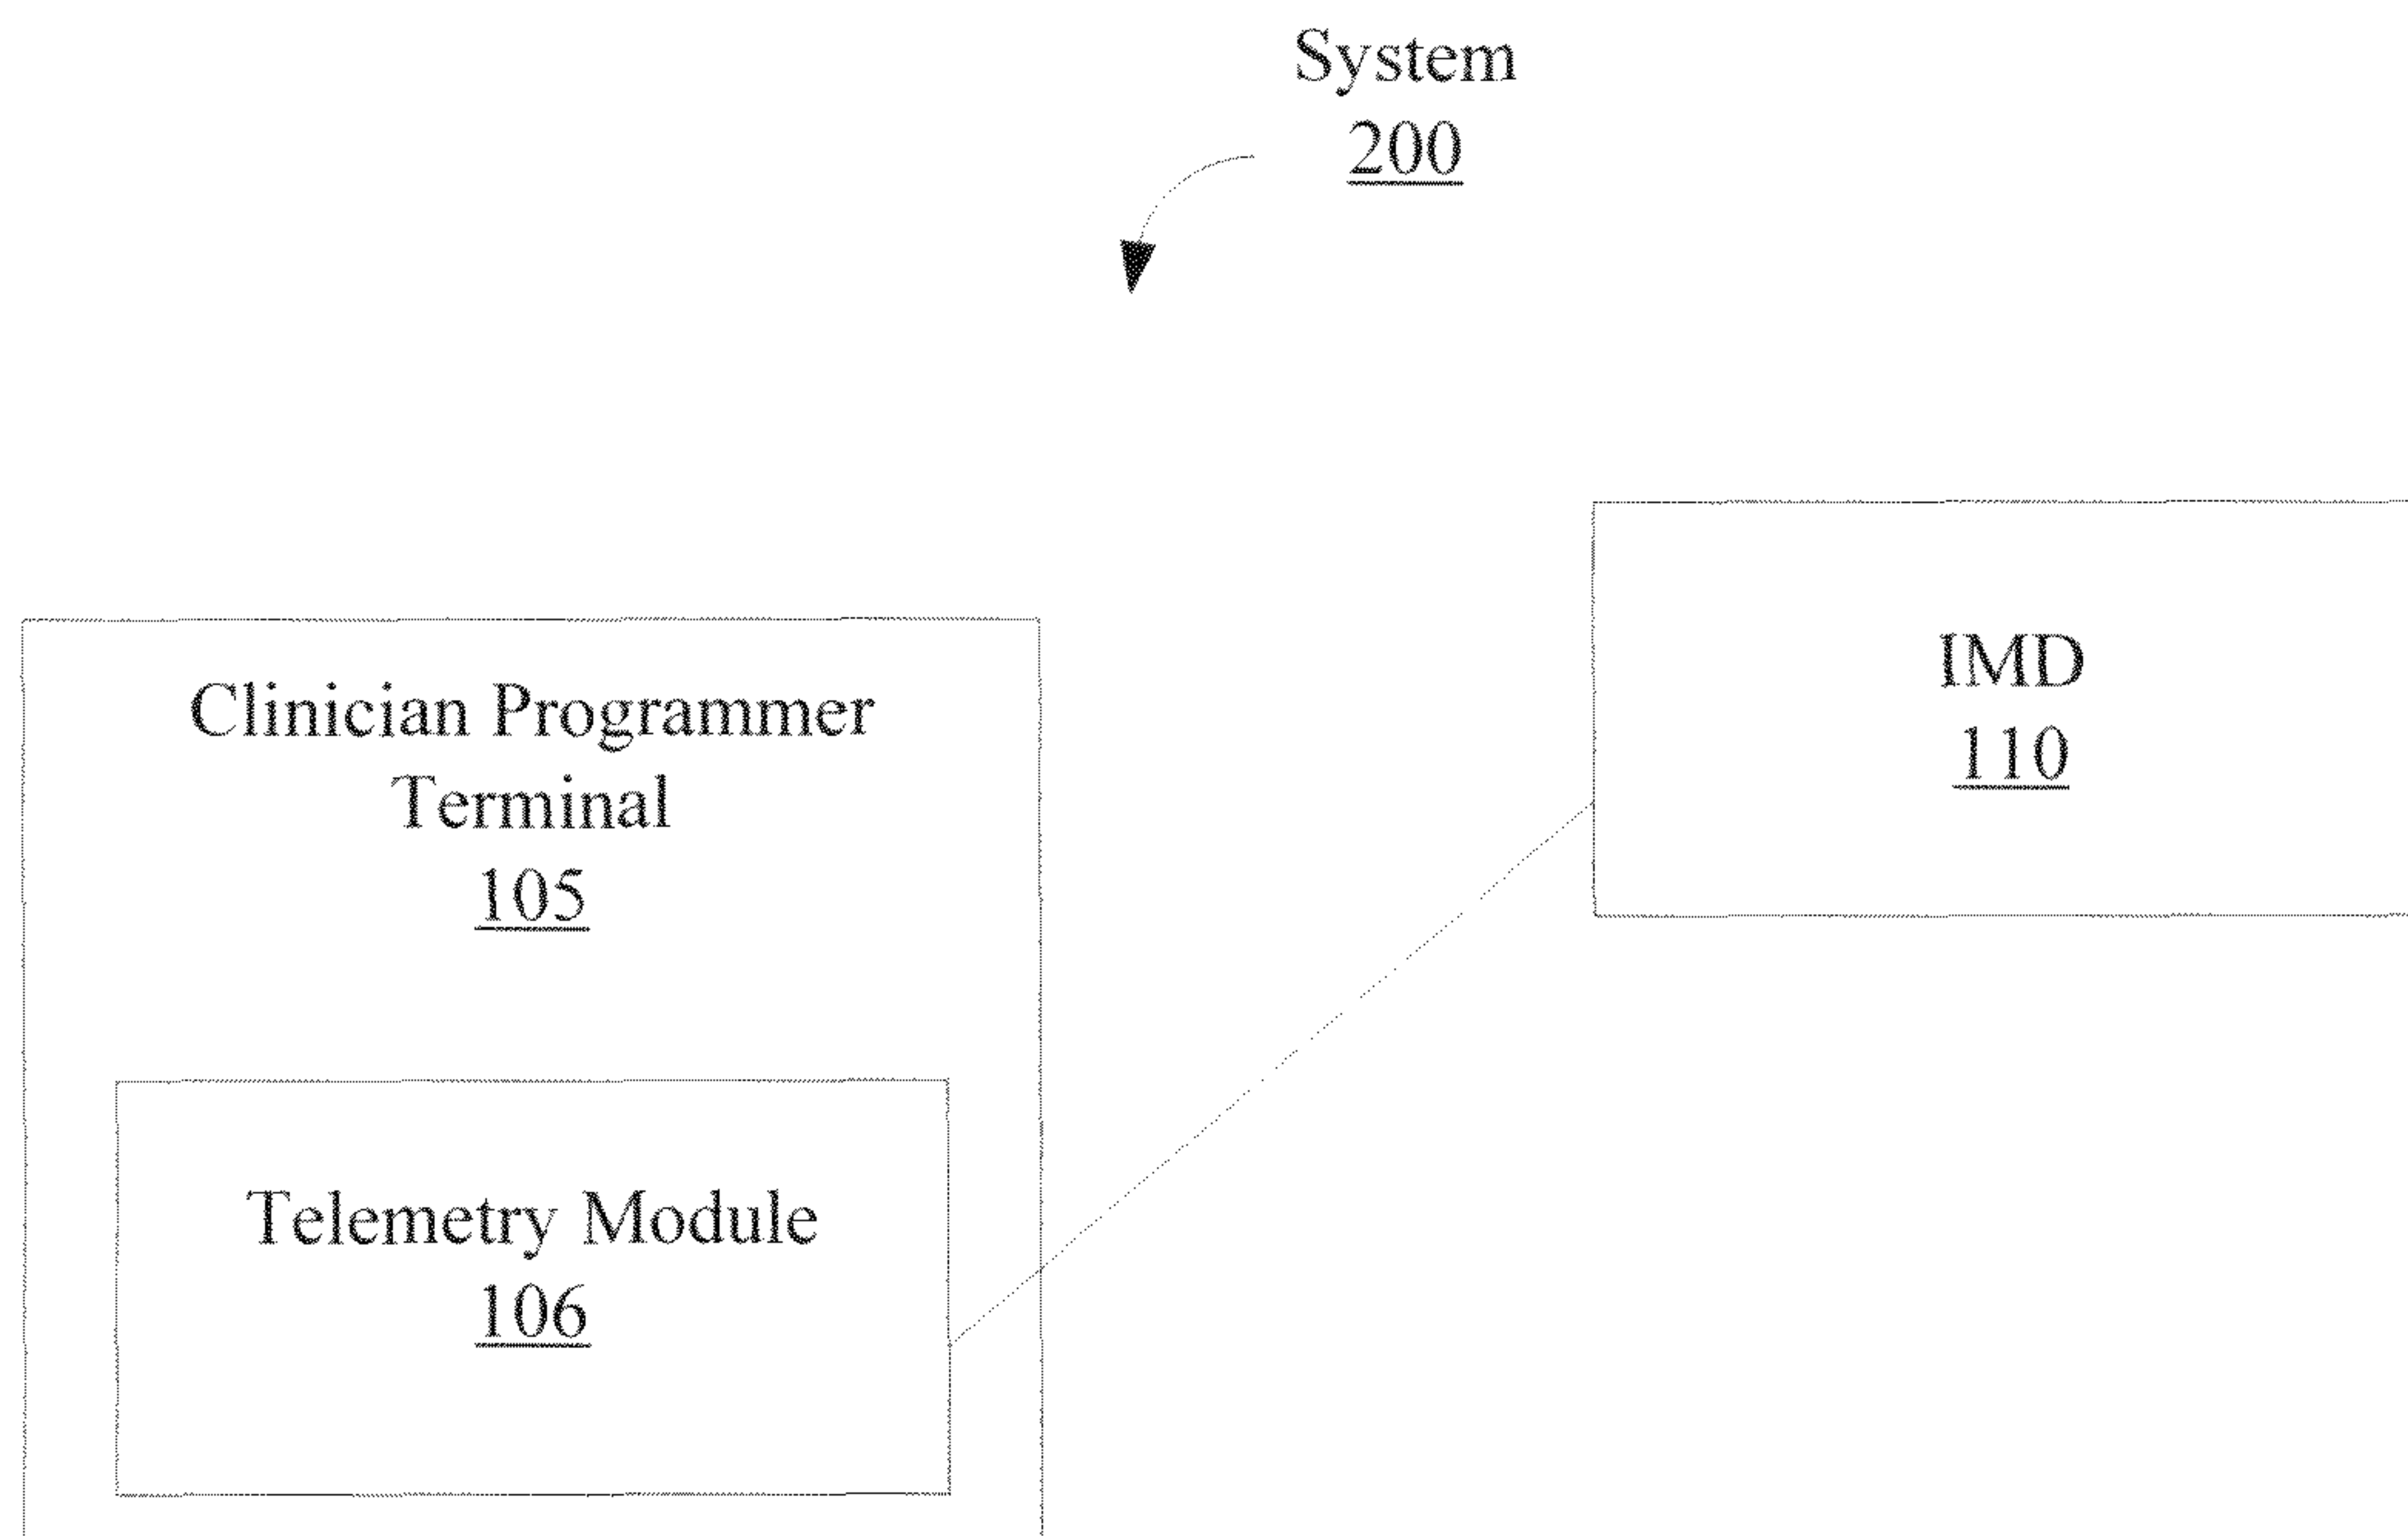 System
200
IMD
110
Clinician Programmer
Terminal
105
Telemetry Module
106